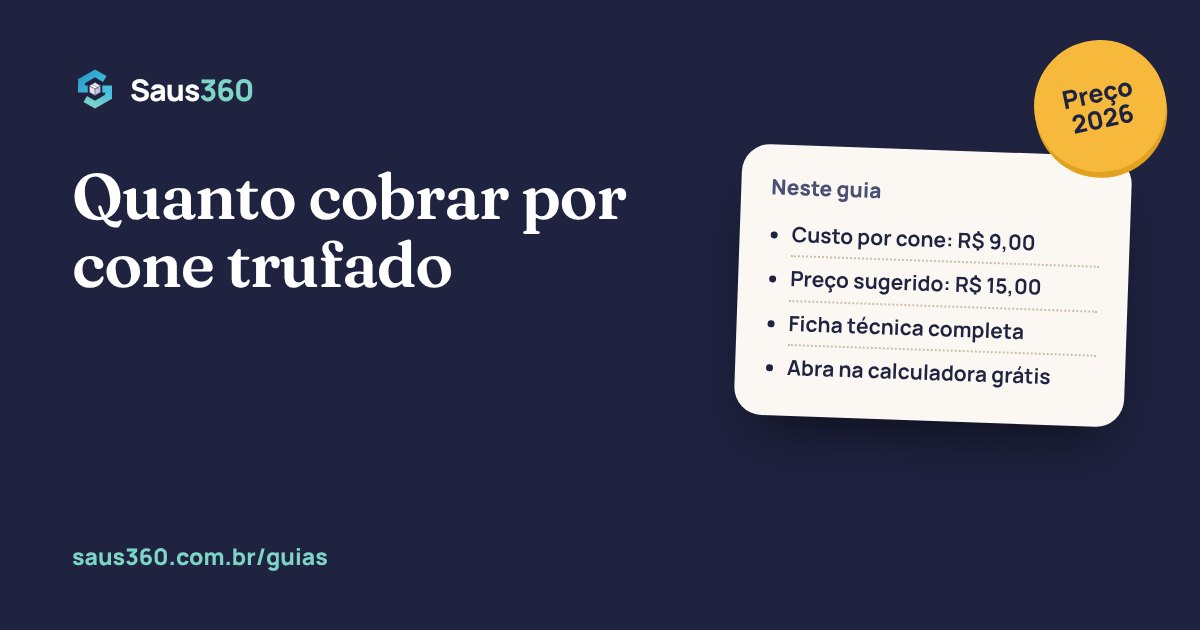 Saus360
Quanto cobrar por
cone trufado
Preço
2026
Neste guia
Custo por cone: R$ 9,00
Preço sugerido: R$ 15,00
Ficha técnica completa
Abra na calculadora grátis
saus360.com.br/guias